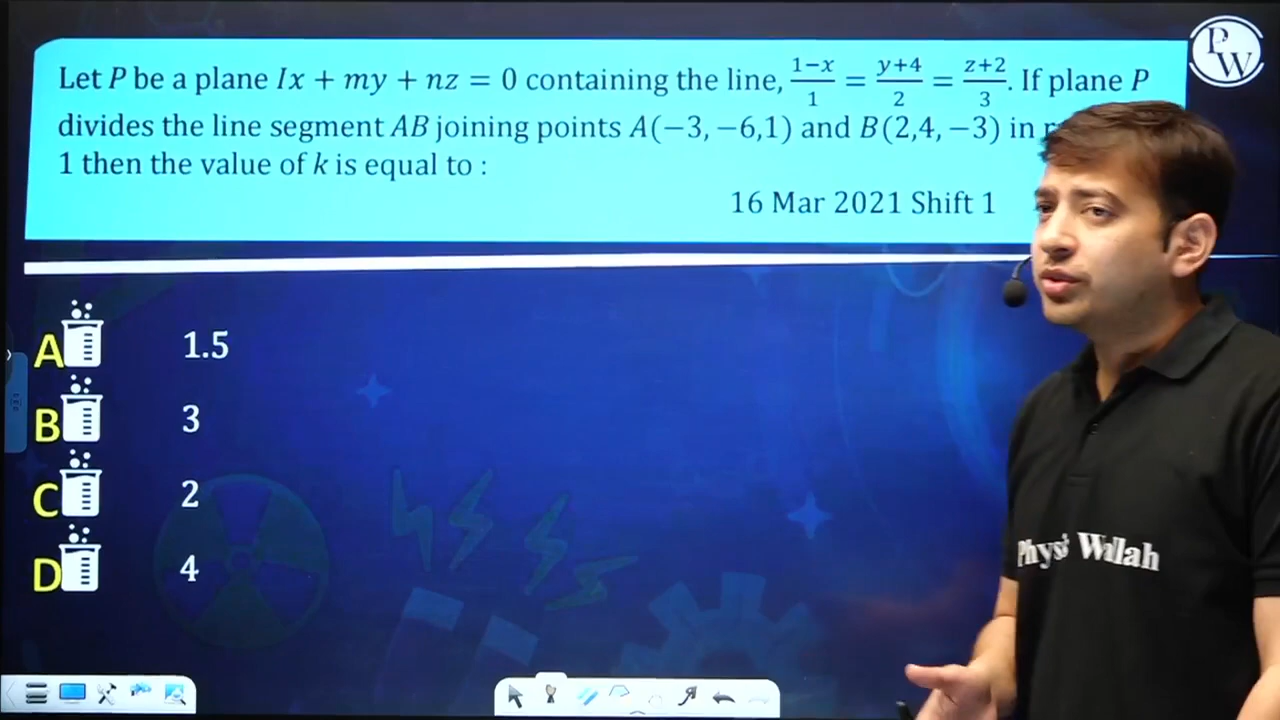 Let P be a plane Ix + my + nz = 0 containing the line, (1−x)/1 = (y+4)/2 = (z+2)/3. If plane P
divides the line segment AB joining points A(−3, −6,1) and B(2,4, −3) in
1 then the value of k is equal to :
16 Mar 2021 Shift 1
A 1.5
B 3
C 2
D 4
PW
Wallah